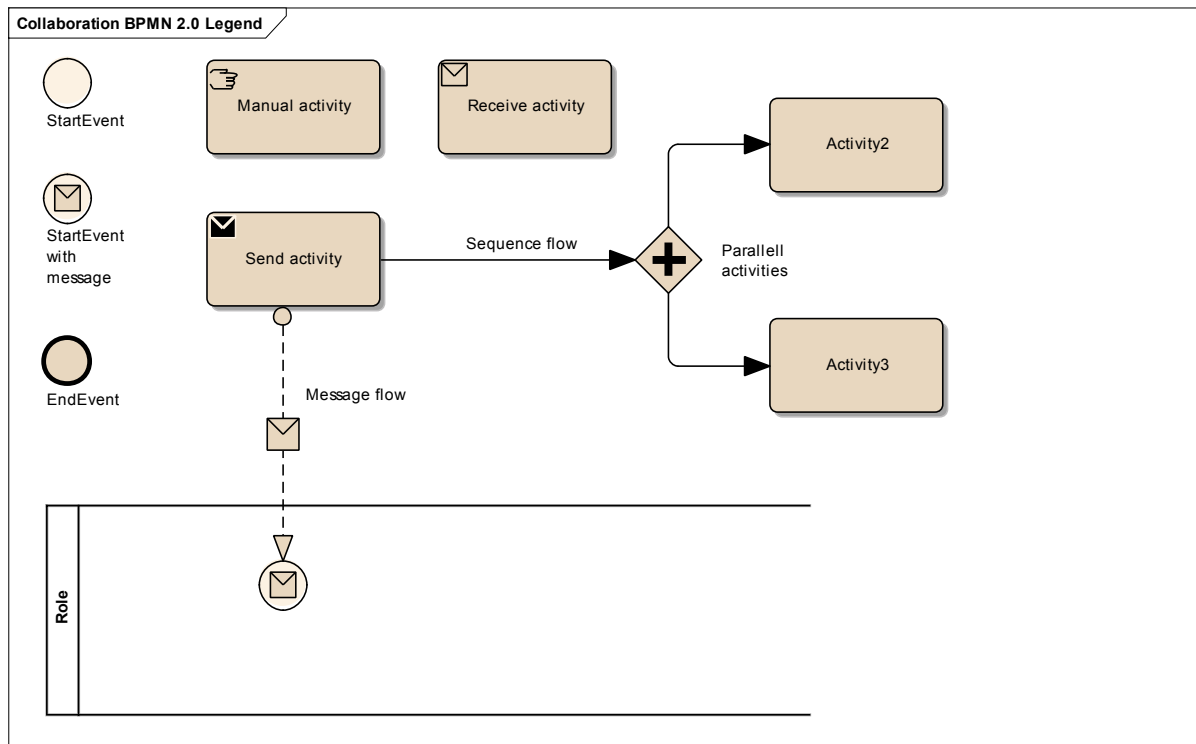 Collaboration BPMN 2.0 Legend
StartEvent
Manual activity
Receive activity
Activity2
StartEvent
with
message
Send activity
Sequence flow
Parallell
activities
EndEvent
Message flow
Activity3
Role